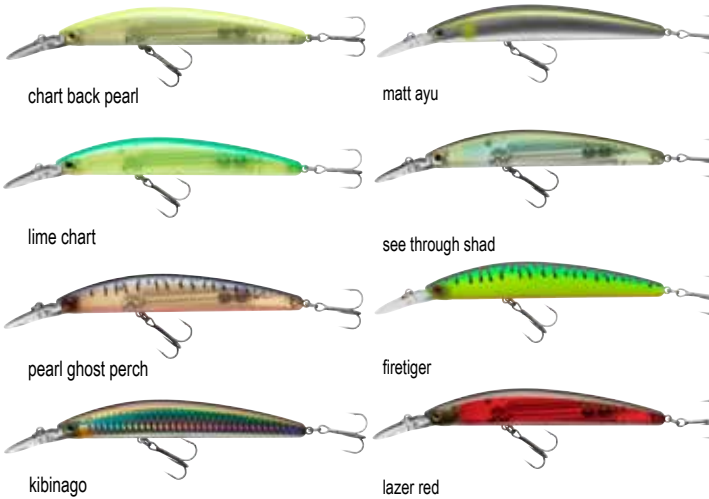 chart back pearl
matt ayu
lime chart
see through shad
pearl ghost perch
firetiger
kibinago
lazer red